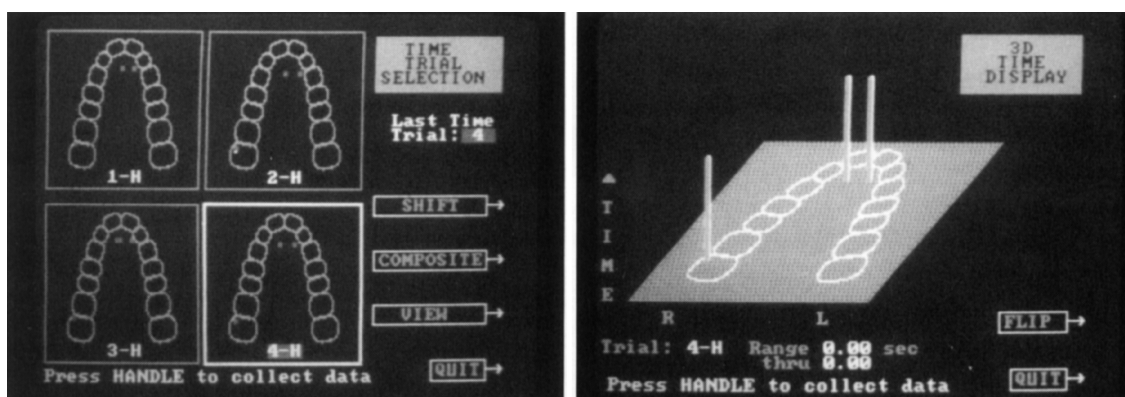 TIME
TRIAL
SELECTION
Last Time
Trial: 4
1-H
2-H
SHIFT
COMPOSITE
VIEW
3-H
4-H
QUIT
Press HANDLE to collect data
3D
TIME
DISPLAY
T
I
M
E
R
L
FLIP
Trial: 4-H Range 0.00 sec
thru 0.00
QUIT
Press HANDLE to collect data